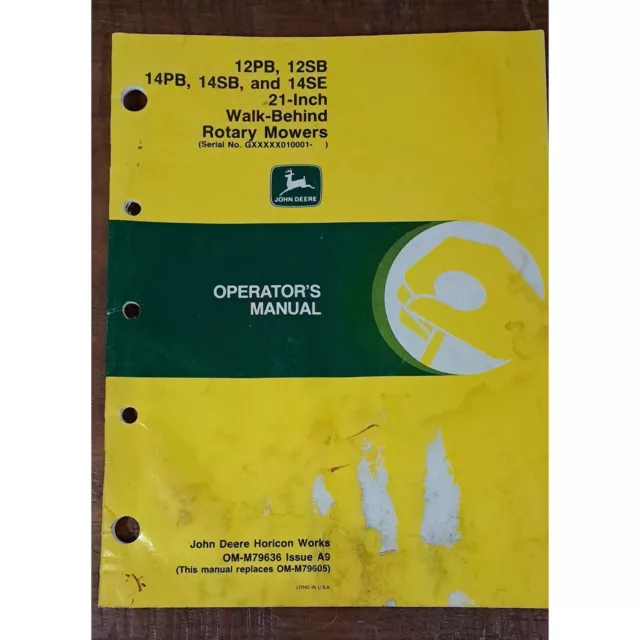 12PB, 12SB
14PB, 14SB, and 14SE
21-Inch
Walk-Behind
Rotary Mowers
(Serial No. GXXXXX010001-    )
JOHN DEERE
OPERATOR'S
MANUAL
John Deere Horicon Works
OM-M79636 Issue A9
(This manual replaces OM-M79605)
LITHO IN U.S.A.